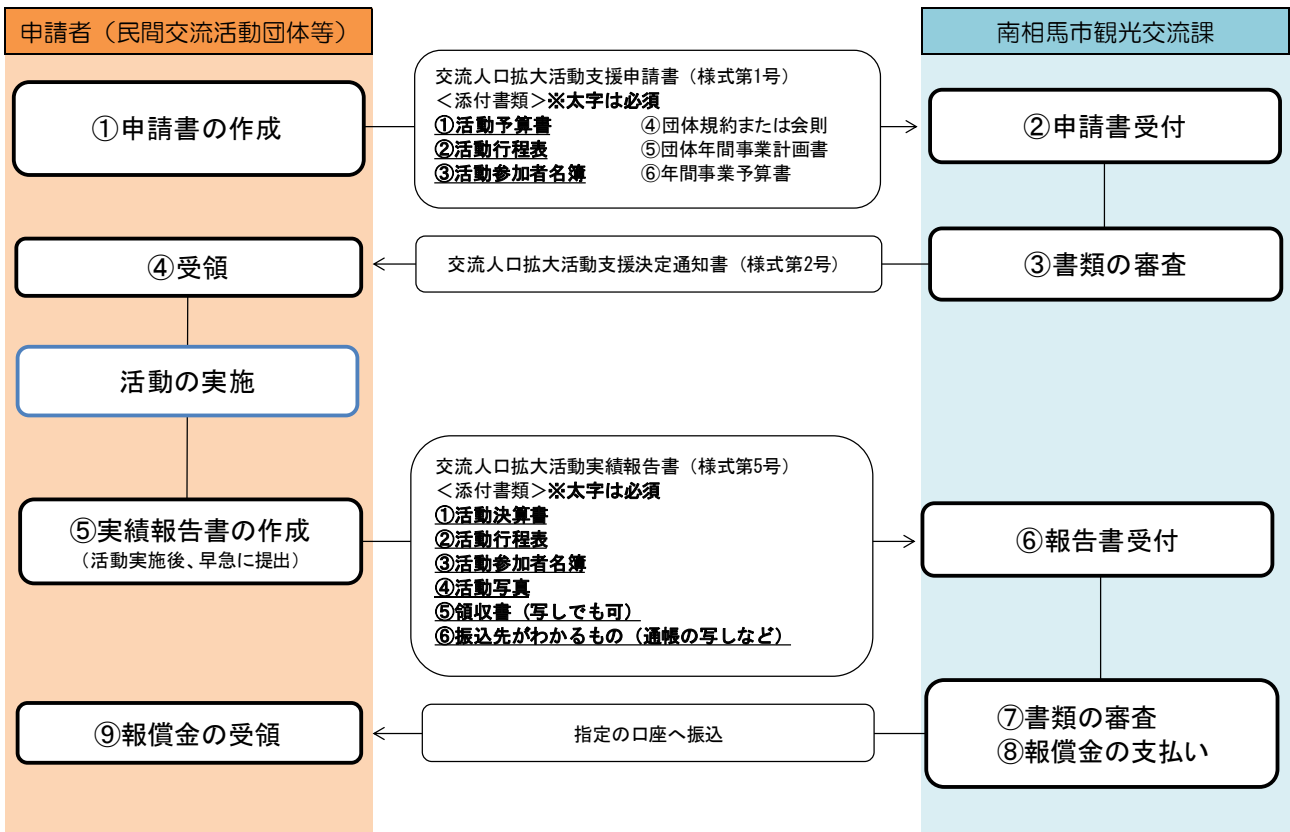 申請者（民間交流活動団体等）
南相馬市観光交流課
①申請書の作成
交流人口拡大活動支援申請書（様式第1号）
＜添付書類＞※太字は必須
①活動予算書 ④団体規約または会則
②活動行程表 ⑤団体年間事業計画書
③活動参加者名簿 ⑥年間事業予算書
②申請書受付
④受領
交流人口拡大活動支援決定通知書（様式第2号）
③書類の審査
活動の実施
⑤実績報告書の作成
（活動実施後、早急に提出）
交流人口拡大活動実績報告書（様式第5号）
＜添付書類＞※太字は必須
①活動決算書
②活動行程表
③活動参加者名簿
④活動写真
⑤領収書（写しでも可）
⑥振込先がわかるもの（通帳の写しなど）
⑥報告書受付
⑨報償金の受領
指定の口座へ振込
⑦書類の審査
⑧報償金の支払い